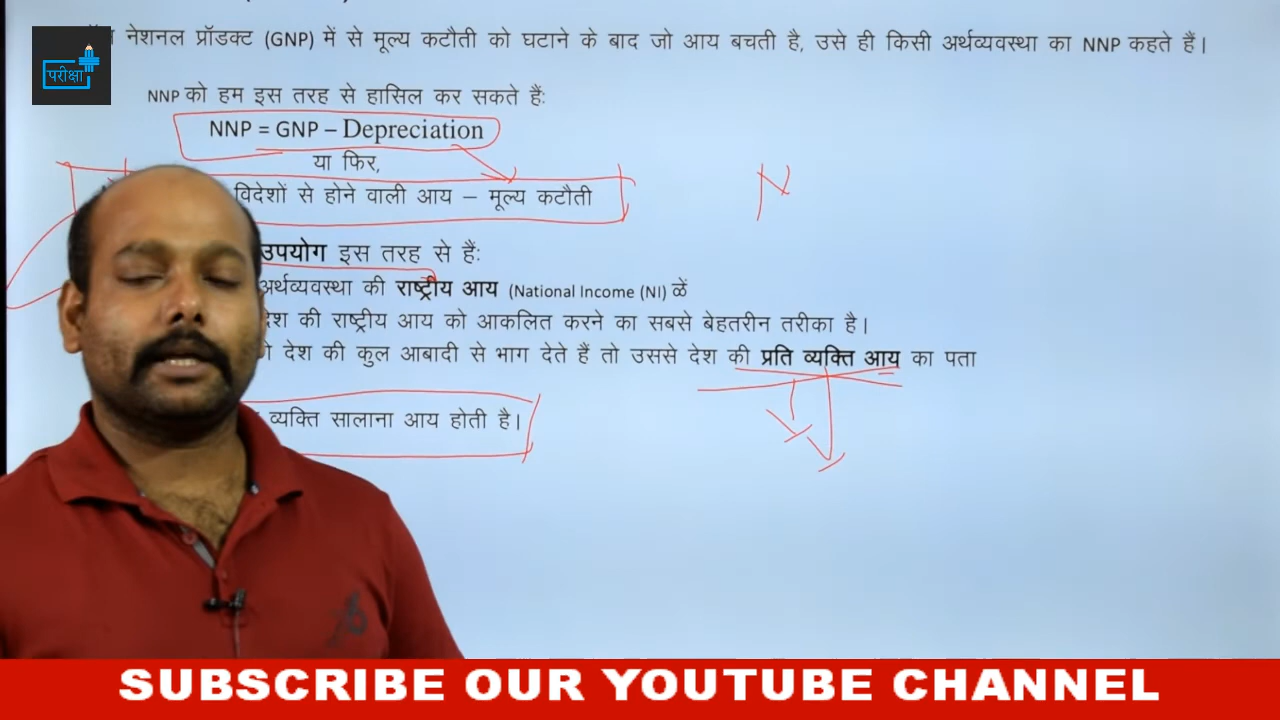 नेशनल प्रॉडक्ट (GNP) में से मूल्य कटौती को घटाने के बाद जो आय बचती है, उसे ही किसी अर्थव्यवस्था का NNP कहते हैं।
परीक्षा
NNP को हम इस तरह से हासिल कर सकते हैं:
NNP = GNP – Depreciation
या फिर,
विदेशों से होने वाली आय – मूल्य कटौती
N
उपयोग इस तरह से हैं:
अर्थव्यवस्था की राष्ट्रीय आय (National Income (NI) ळें
देश की राष्ट्रीय आय को आकलित करने का सबसे बेहतरीन तरीका है।
देश की कुल आबादी से भाग देते हैं तो उससे देश की प्रति व्यक्ति आय का पता
व्यक्ति सालाना आय होती है।
SUBSCRIBE OUR YOUTUBE CHANNEL